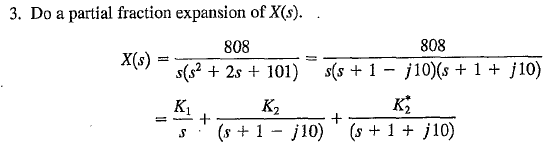 3. Do a partial fraction expansion of X(s). .
X(s) = 808 / s(s² + 2s + 101) = 808 / s(s + 1 − j10)(s + 1 + j10)
= K₁ / s + K₂ / (s + 1 − j10) + K₂* / (s + 1 + j10)